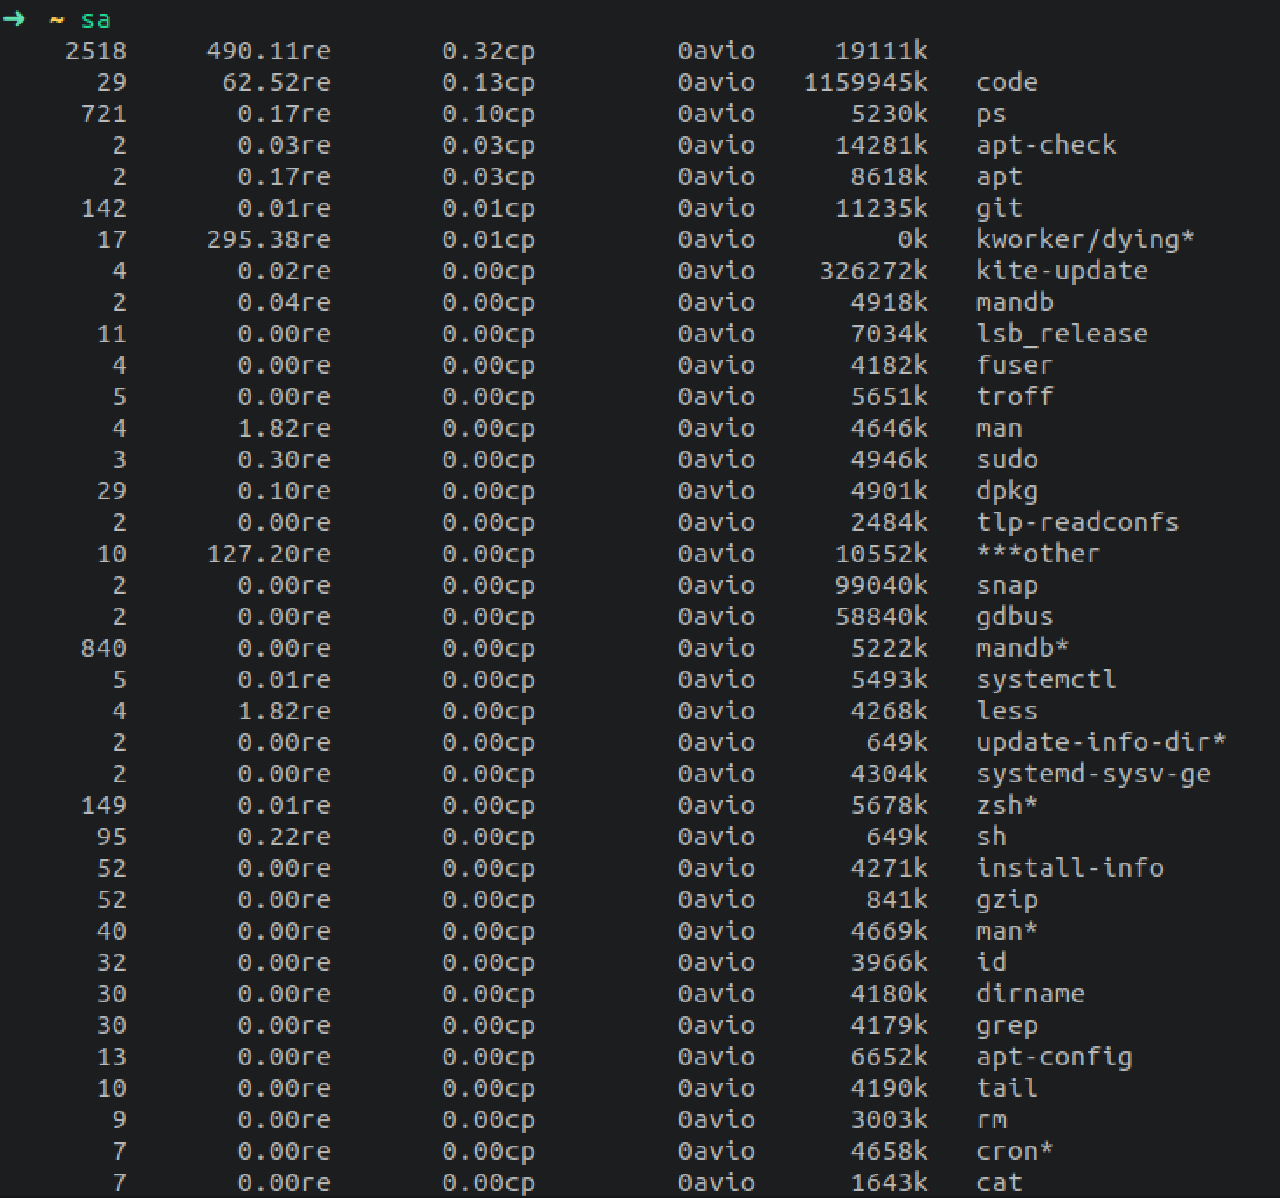 ➜ ~ sa
2518 490.11re 0.32cp 0avio 19111k
29 62.52re 0.13cp 0avio 1159945k code
721 0.17re 0.10cp 0avio 5230k ps
2 0.03re 0.03cp 0avio 14281k apt-check
2 0.17re 0.03cp 0avio 8618k apt
142 0.01re 0.01cp 0avio 11235k git
17 295.38re 0.01cp 0avio 0k kworker/dying*
4 0.02re 0.00cp 0avio 326272k kite-update
2 0.04re 0.00cp 0avio 4918k mandb
11 0.00re 0.00cp 0avio 7034k lsb_release
4 0.00re 0.00cp 0avio 4182k fuser
5 0.00re 0.00cp 0avio 5651k troff
4 1.82re 0.00cp 0avio 4646k man
3 0.30re 0.00cp 0avio 4946k sudo
29 0.10re 0.00cp 0avio 4901k dpkg
2 0.00re 0.00cp 0avio 2484k tlp-readconfs
10 127.20re 0.00cp 0avio 10552k ***other
2 0.00re 0.00cp 0avio 99040k snap
2 0.00re 0.00cp 0avio 58840k gdbus
840 0.00re 0.00cp 0avio 5222k mandb*
5 0.01re 0.00cp 0avio 5493k systemctl
4 1.82re 0.00cp 0avio 4268k less
2 0.00re 0.00cp 0avio 649k update-info-dir*
2 0.00re 0.00cp 0avio 4304k systemd-sysv-ge
149 0.01re 0.00cp 0avio 5678k zsh*
95 0.22re 0.00cp 0avio 649k sh
52 0.00re 0.00cp 0avio 4271k install-info
52 0.00re 0.00cp 0avio 841k gzip
40 0.00re 0.00cp 0avio 4669k man*
32 0.00re 0.00cp 0avio 3966k id
30 0.00re 0.00cp 0avio 4180k dirname
30 0.00re 0.00cp 0avio 4179k grep
13 0.00re 0.00cp 0avio 6652k apt-config
10 0.00re 0.00cp 0avio 4190k tail
9 0.00re 0.00cp 0avio 3003k rm
7 0.00re 0.00cp 0avio 4658k cron*
7 0.00re 0.00cp 0avio 1643k cat